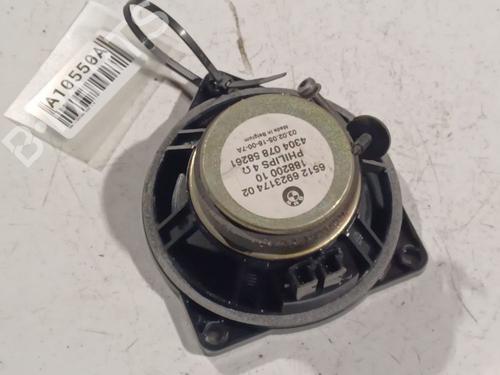 A10550A
6512 6923174 02
188200 10
PHILIPS 4 Ω
4304 078 58261
03.02.05-16-00-7A
Made in Belgium